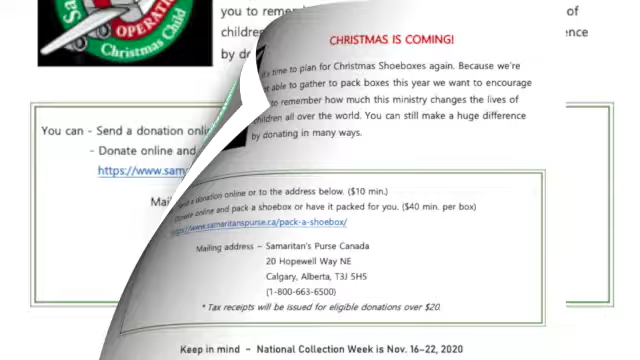 OPERATION
Christmas Child
you to
of
childre
ence
by d
You can - Send a donation onli
- Donate online and
https://www.sam
Mai
CHRISTMAS IS COMING!
it's time to plan for Christmas Shoeboxes again. Because we're
able to gather to pack boxes this year we want to encourage
to remember how much this ministry changes the lives of
children all over the world. You can still make a huge difference
by donating in many ways.
Send a donation online or to the address below. ($10 min.)
Donate online and pack a shoebox or have it packed for you. ($40 min. per box)
https://www.samaritanspurse.ca/pack-a-shoebox/
Mailing address – Samaritan's Purse Canada
20 Hopewell Way NE
Calgary, Alberta, T3J 5H5
(1-800-663-6500)
* Tax receipts will be issued for eligible donations over $20.
Keep in mind – National Collection Week is Nov. 16–22, 2020